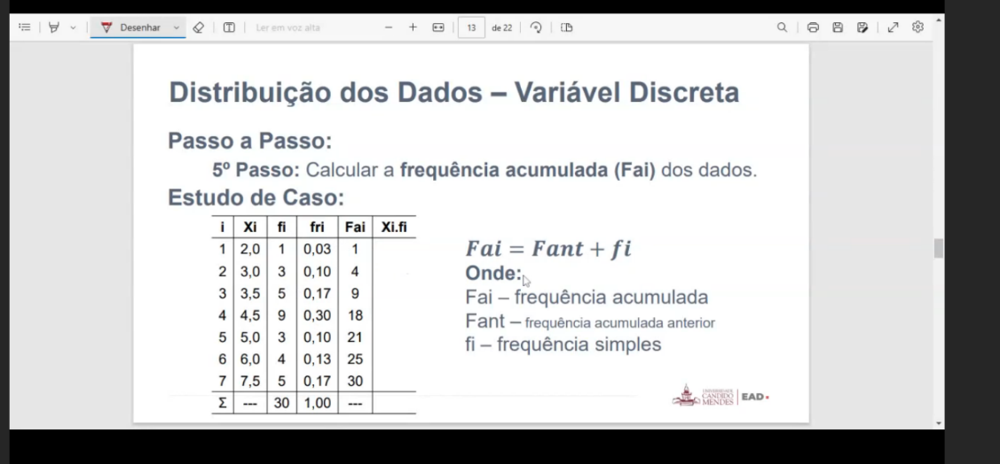 Desenhar
Ler em voz alta
13 de 22
Distribuição dos Dados – Variável Discreta
Passo a Passo:
5º Passo: Calcular a frequência acumulada (Fai) dos dados.
Estudo de Caso:
i Xi fi fri Fai Xi.fi
1 2,0 1 0,03 1
2 3,0 3 0,10 4
3 3,5 5 0,17 9
4 4,5 9 0,30 18
5 5,0 3 0,10 21
6 6,0 4 0,13 25
7 7,5 5 0,17 30
Σ --- 30 1,00 ---
Fai = Fant + fi
Onde:
Fai – frequência acumulada
Fant – frequência acumulada anterior
fi – frequência simples
UNIVERSIDADE
CANDIDO
MENDES
EAD